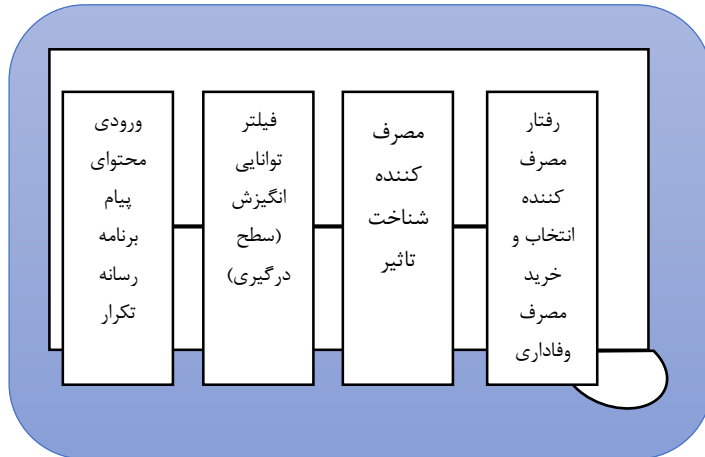 ورودی
محتوای
پیام
برنامه
رسانه
تکرار
فیلتر
توانایی
انگیزش
(سطح
درگیری)
مصرف
کننده
شناخت
تاثیر
رفتار
مصرف
کننده
انتخاب و
خرید
مصرف
وفاداری